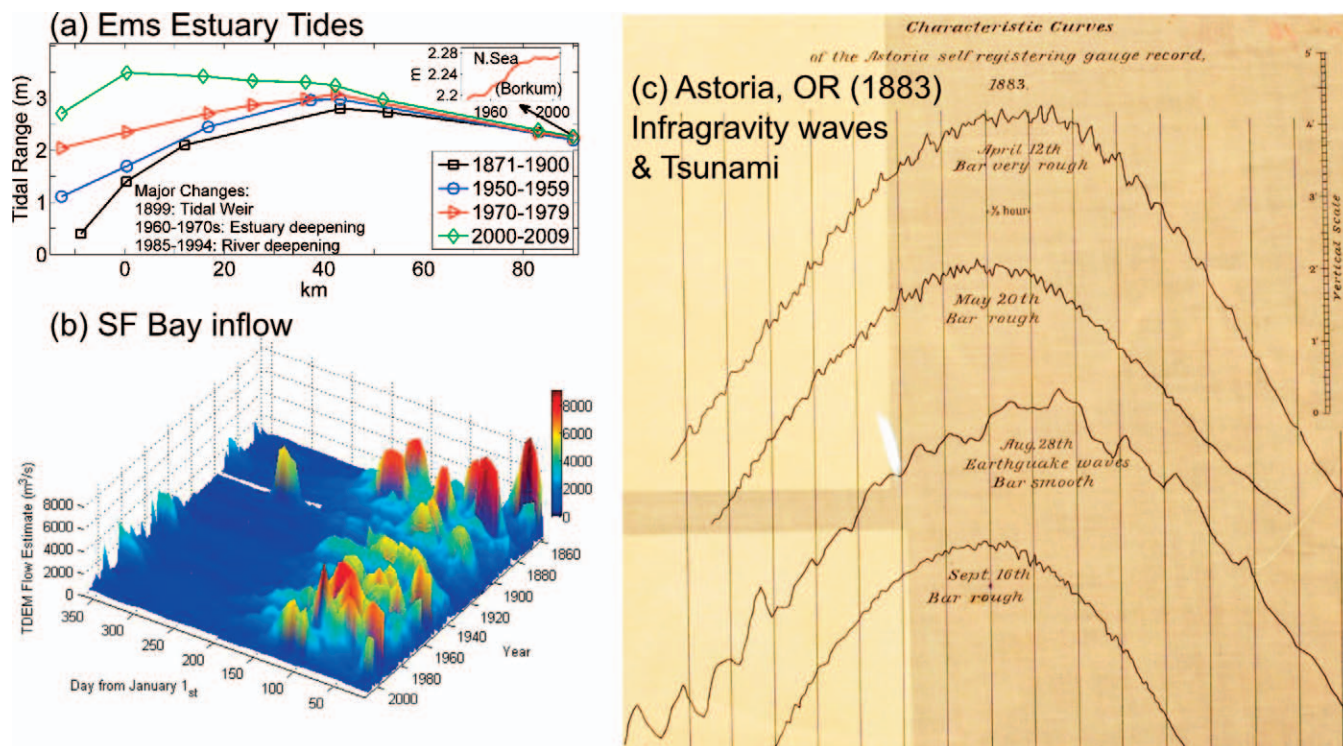 (a) Ems Estuary Tides
Tidal Range (m)
3
2
1
0
0
20
40
60
80
km
Major Changes:
1899: Tidal Weir
1960-1970s: Estuary deepening
1985-1994: River deepening
1871-1900
1950-1959
1970-1979
2000-2009
m
2.28
2.24
2.2
N.Sea
(Borkum)
1960
2000
(b) SF Bay inflow
TDEM Flow Estimate (m³/s)
8000
6000
4000
2000
0
350
300
250
200
150
100
50
Day from January 1st
2000
1980
1960
1940
1920
1900
1880
1860
Year
8000
6000
4000
2000
0
Characteristic Curves
of the Astoria self registering gauge record,
1883.
(c) Astoria, OR (1883)
Infragravity waves
& Tsunami
April 12th
Bar very rough
½ hour
May 20th
Bar rough
Aug. 28th
Earthquake waves
Bar smooth
Sept. 16th
Bar rough
5'
4'
3'
2'
1'
0
Vertical Scale